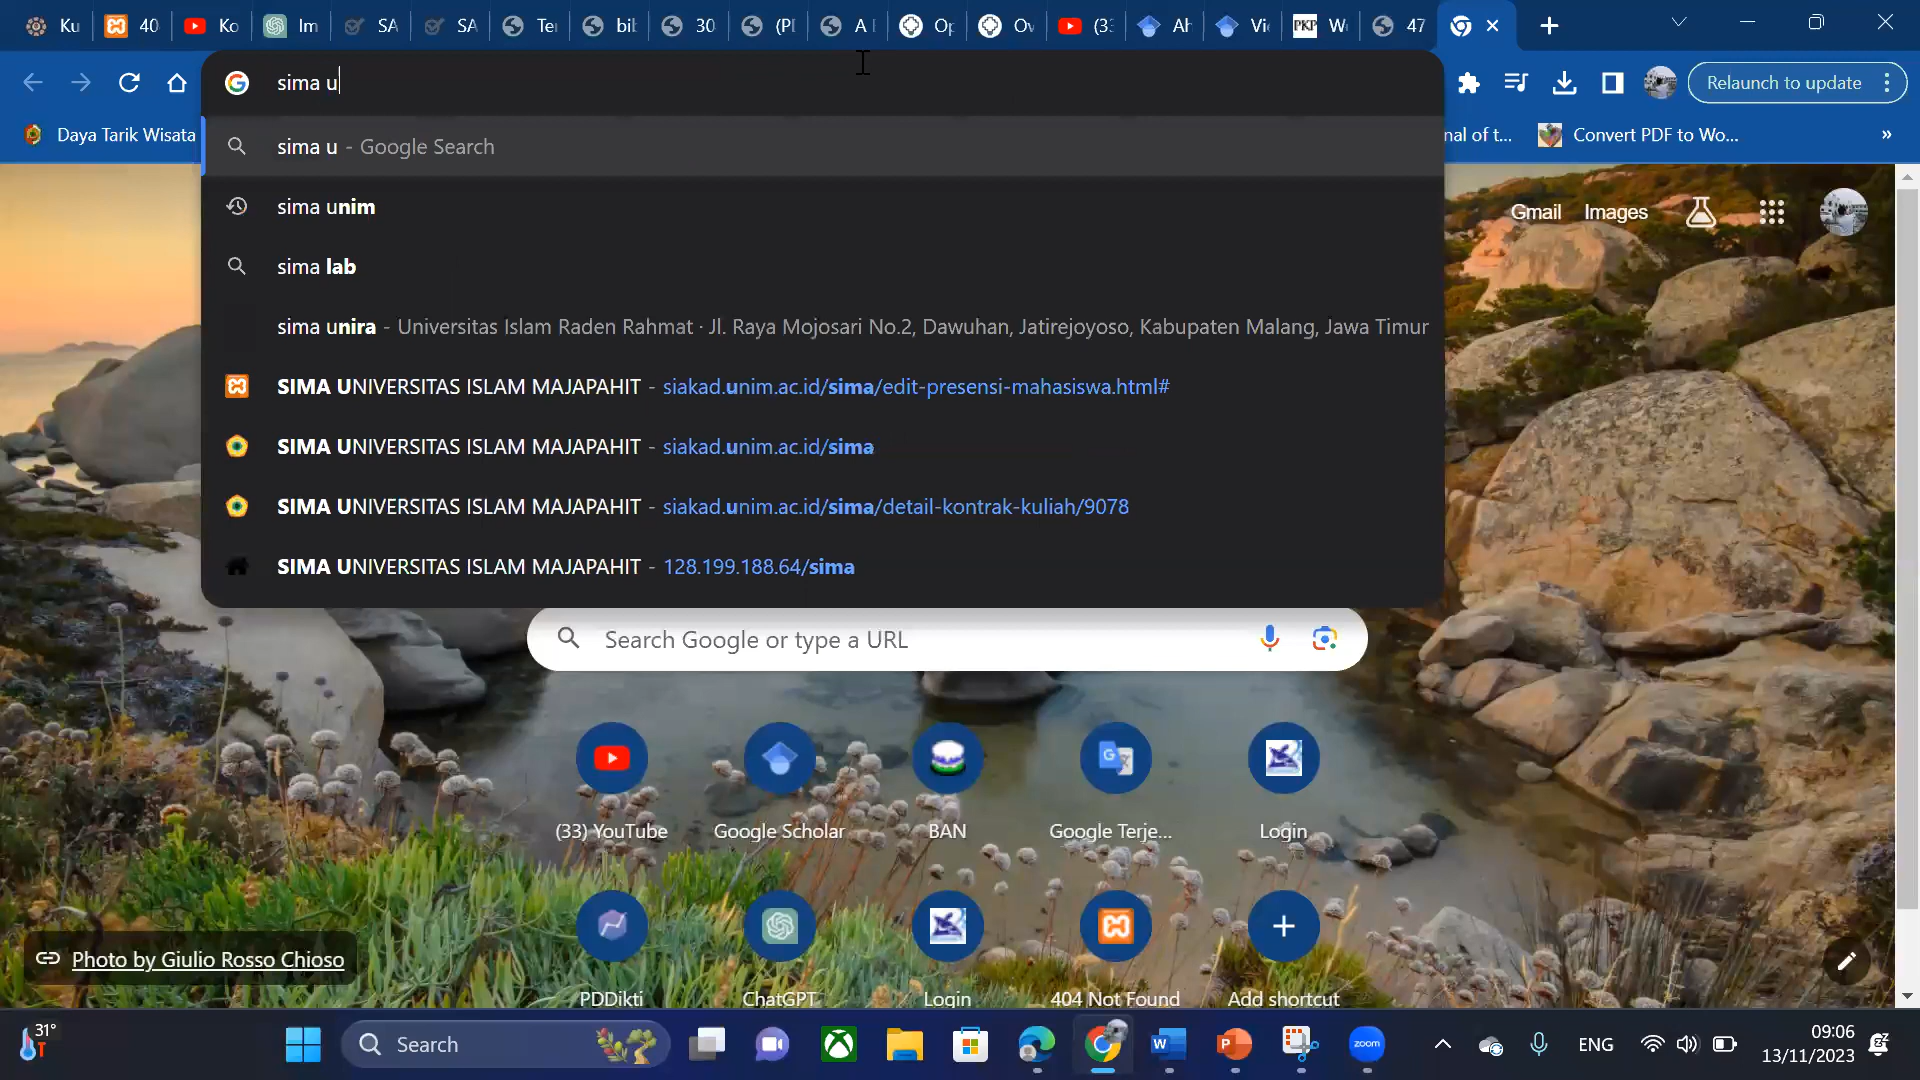 Ku
40
Ko
Im
SA
SA
Te
bit
30
A
Op
Ov
(3
Ah
Vi
PKP W
47
sima u
Relaunch to update
Daya Tarik Wisata
nal of t...
Convert PDF to Wo...
»
sima u - Google Search
sima unim
sima lab
sima unira - Universitas Islam Raden Rahmat · Jl. Raya Mojosari No.2, Dawuhan, Jatirejoyoso, Kabupaten Malang, Jawa Timur
SIMA UNIVERSITAS ISLAM MAJAPAHIT - siakad.unim.ac.id/sima/edit-presensi-mahasiswa.html#
SIMA UNIVERSITAS ISLAM MAJAPAHIT - siakad.unim.ac.id/sima
SIMA UNIVERSITAS ISLAM MAJAPAHIT - siakad.unim.ac.id/sima/detail-kontrak-kuliah/9078
SIMA UNIVERSITAS ISLAM MAJAPAHIT - 128.199.188.64/sima
Gmail Images
Search Google or type a URL
(33) YouTube
Google Scholar
BAN
Google Terje...
Login
PDDikti
ChatGPT
Login
404 Not Found
Add shortcut
Photo by Giulio Rosso Chioso
31°
Search
zoom
ENG
09:06
13/11/2023